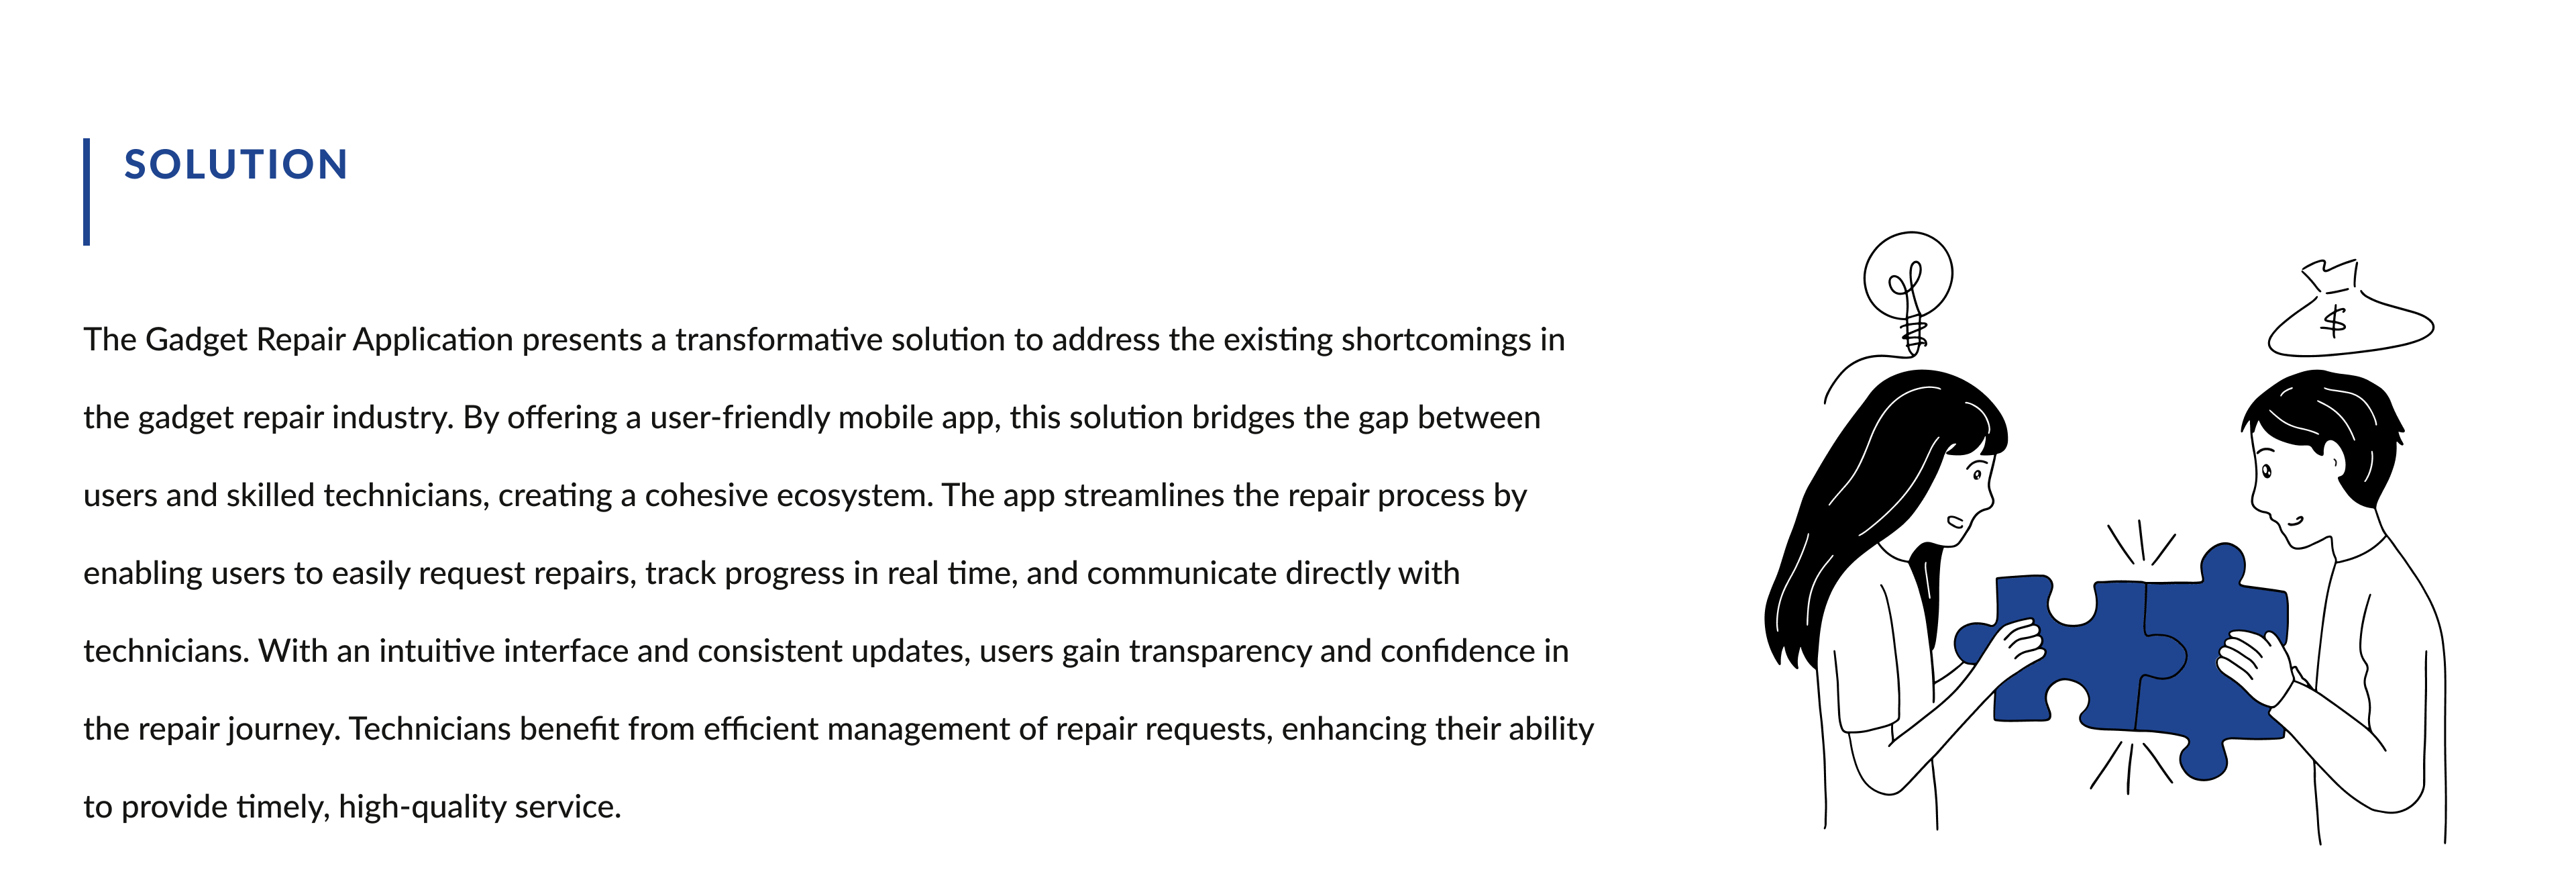 SOLUTION
The Gadget Repair Application presents a transformative solution to address the existing shortcomings in
the gadget repair industry. By offering a user-friendly mobile app, this solution bridges the gap between
users and skilled technicians, creating a cohesive ecosystem. The app streamlines the repair process by
enabling users to easily request repairs, track progress in real time, and communicate directly with
technicians. With an intuitive interface and consistent updates, users gain transparency and confidence in
the repair journey. Technicians benefit from efficient management of repair requests, enhancing their ability
to provide timely, high-quality service.
$